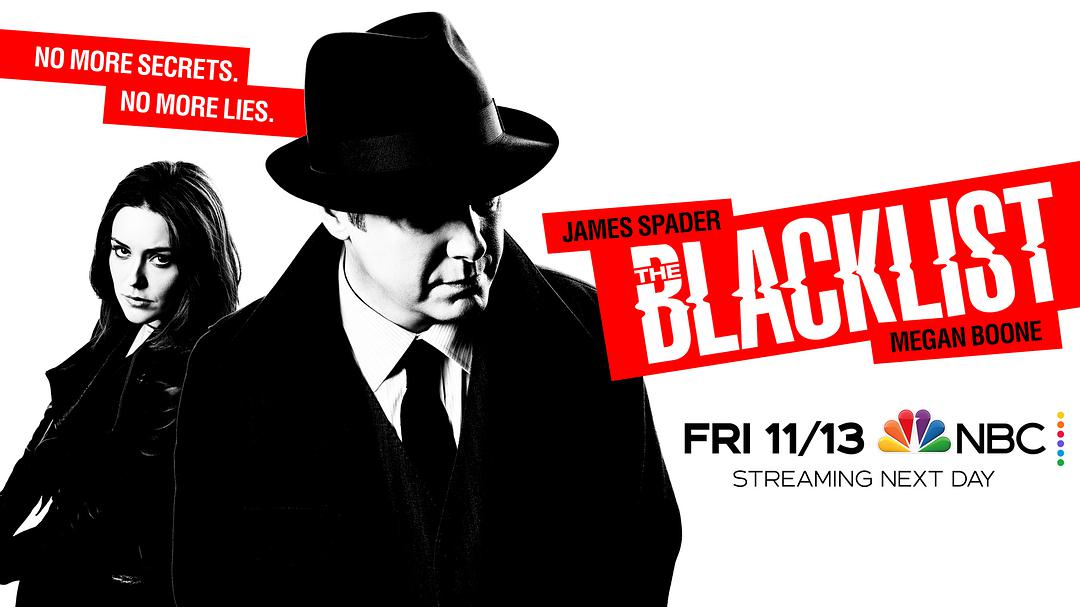 NO MORE SECRETS.
NO MORE LIES.
JAMES SPADER
THE
BLACKLIST
MEGAN BOONE
FRI 11/13 NBC
STREAMING NEXT DAY